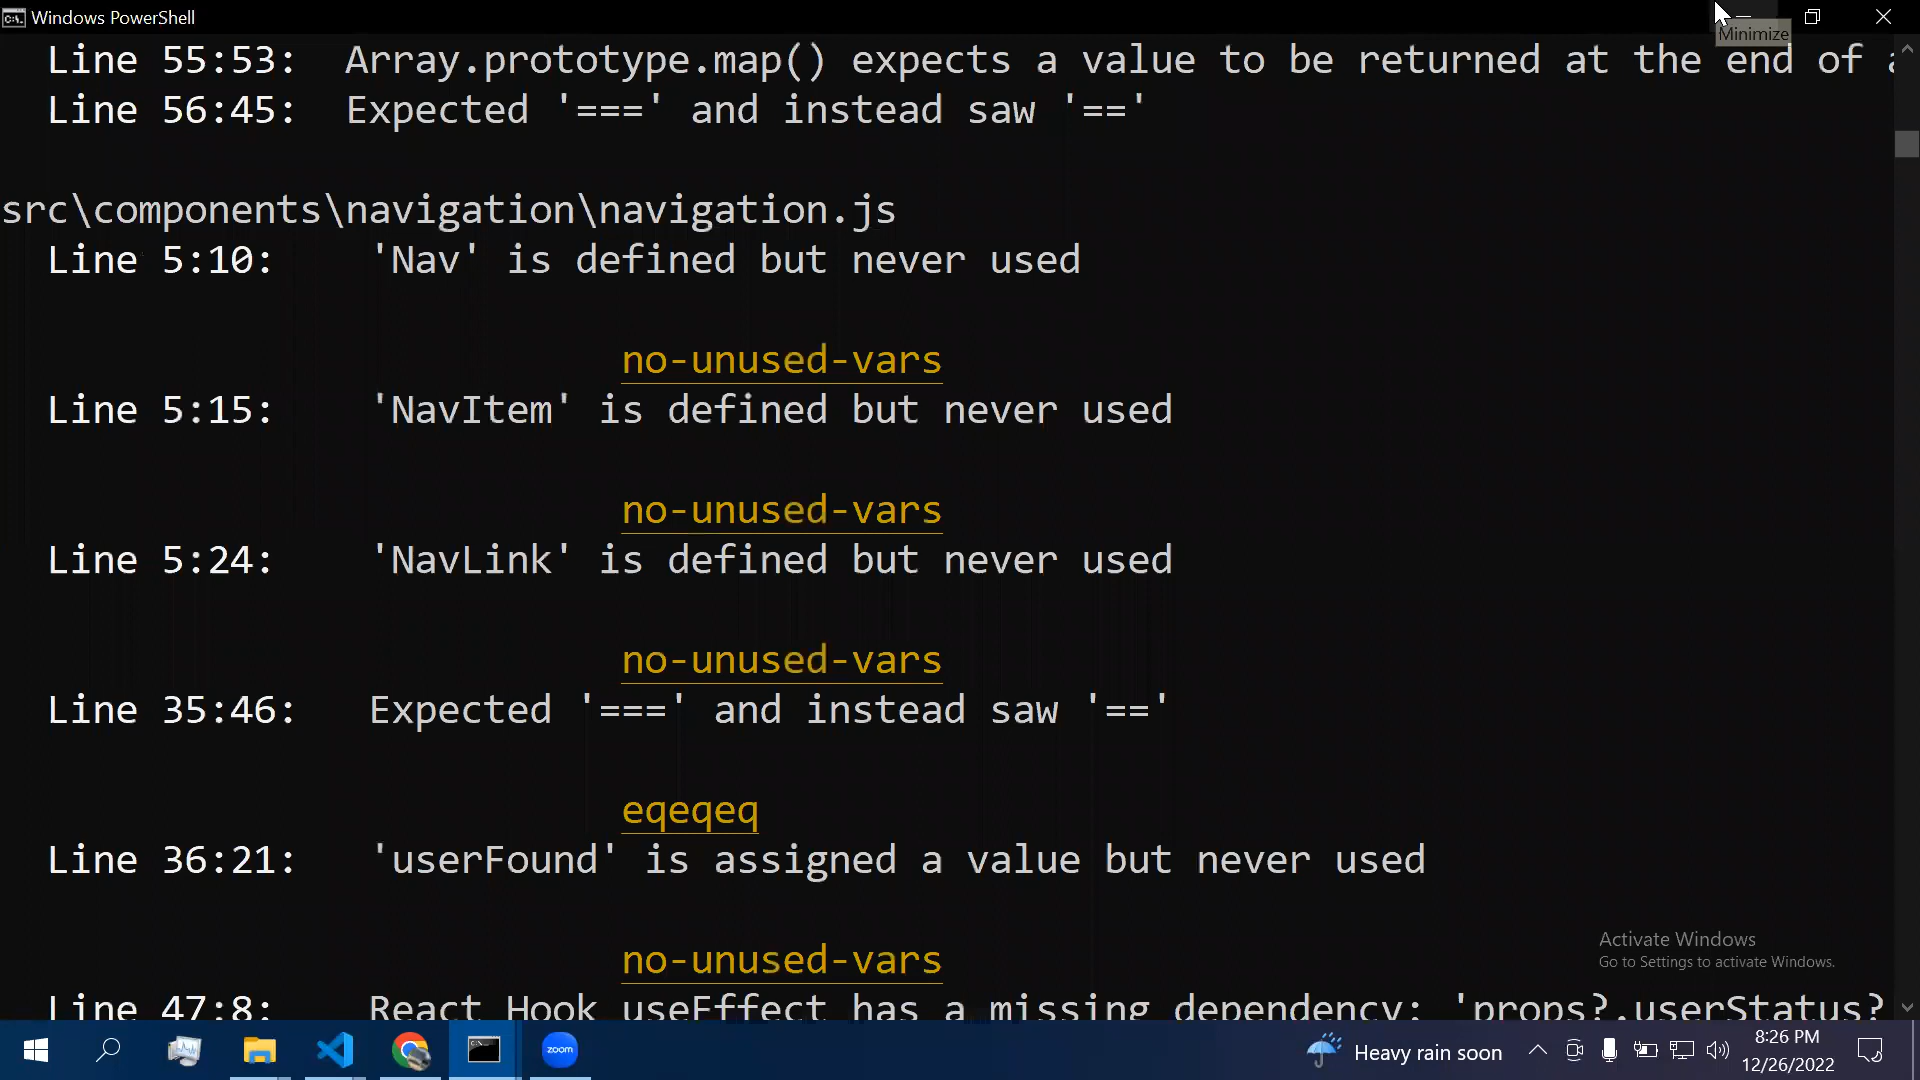 Windows PowerShell
Minimize
Line 55:53: Array.prototype.map() expects a value to be returned at the end of
Line 56:45: Expected '===' and instead saw '=='
src\components\navigation\navigation.js
Line 5:10: 'Nav' is defined but never used
no-unused-vars
Line 5:15: 'NavItem' is defined but never used
no-unused-vars
Line 5:24: 'NavLink' is defined but never used
no-unused-vars
Line 35:46: Expected '===' and instead saw '=='
eqeqeq
Line 36:21: 'userFound' is assigned a value but never used
no-unused-vars
Line 47:8: React Hook useEffect has a missing dependency: 'props?.userStatus?
Activate Windows
Go to Settings to activate Windows.
zoom
Heavy rain soon
8:26 PM
12/26/2022